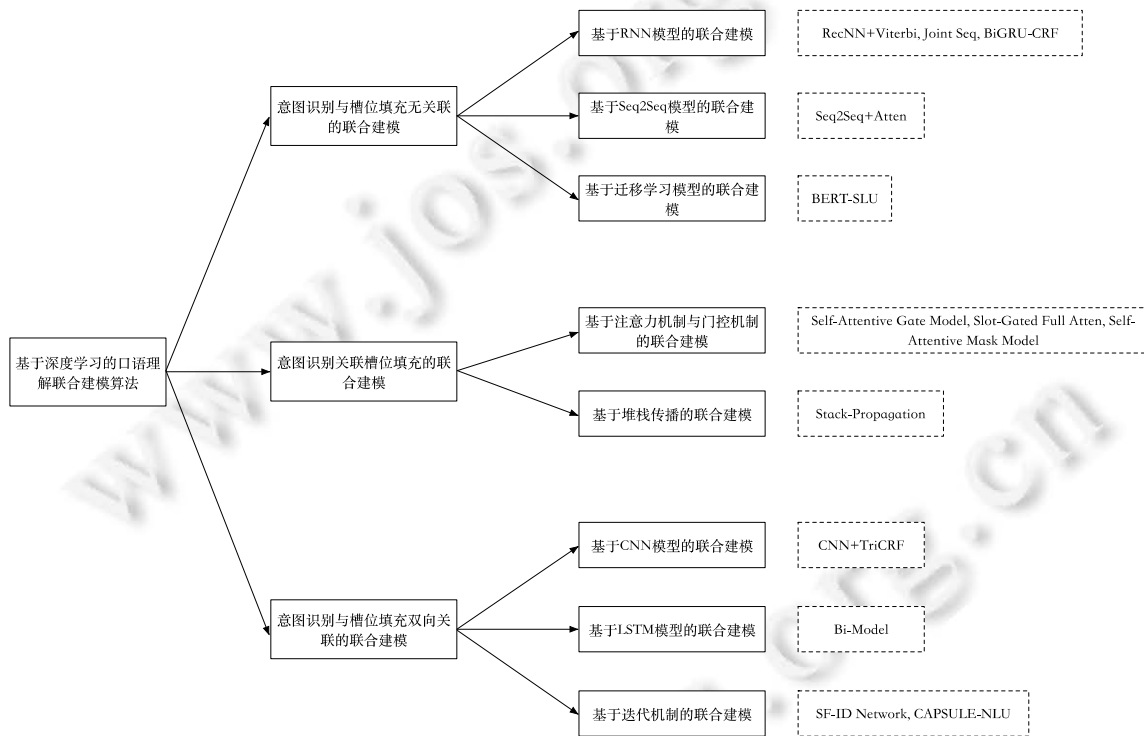 基于RNN模型的联合建模
RecNN+Viterbi, Joint Seq, BiGRU-CRF
意图识别与槽位填充无关联
的联合建模
基于Seq2Seq模型的联合建
模
Seq2Seq+Atten
基于迁移学习模型的联合建
模
BERT-SLU
基于深度学习的口语理
解联合建模算法
意图识别关联槽位填充的联
合建模
基于注意力机制与门控机制
的联合建模
Self-Attentive Gate Model, Slot-Gated Full Atten, Self-
Attentive Mask Model
基于堆栈传播的联合建模
Stack-Propagation
意图识别与槽位填充双向关
联的联合建模
基于CNN模型的联合建模
CNN+TriCRF
基于LSTM模型的联合建模
Bi-Model
基于迭代机制的联合建模
SF-ID Network, CAPSULE-NLU
www.jos.org.cn